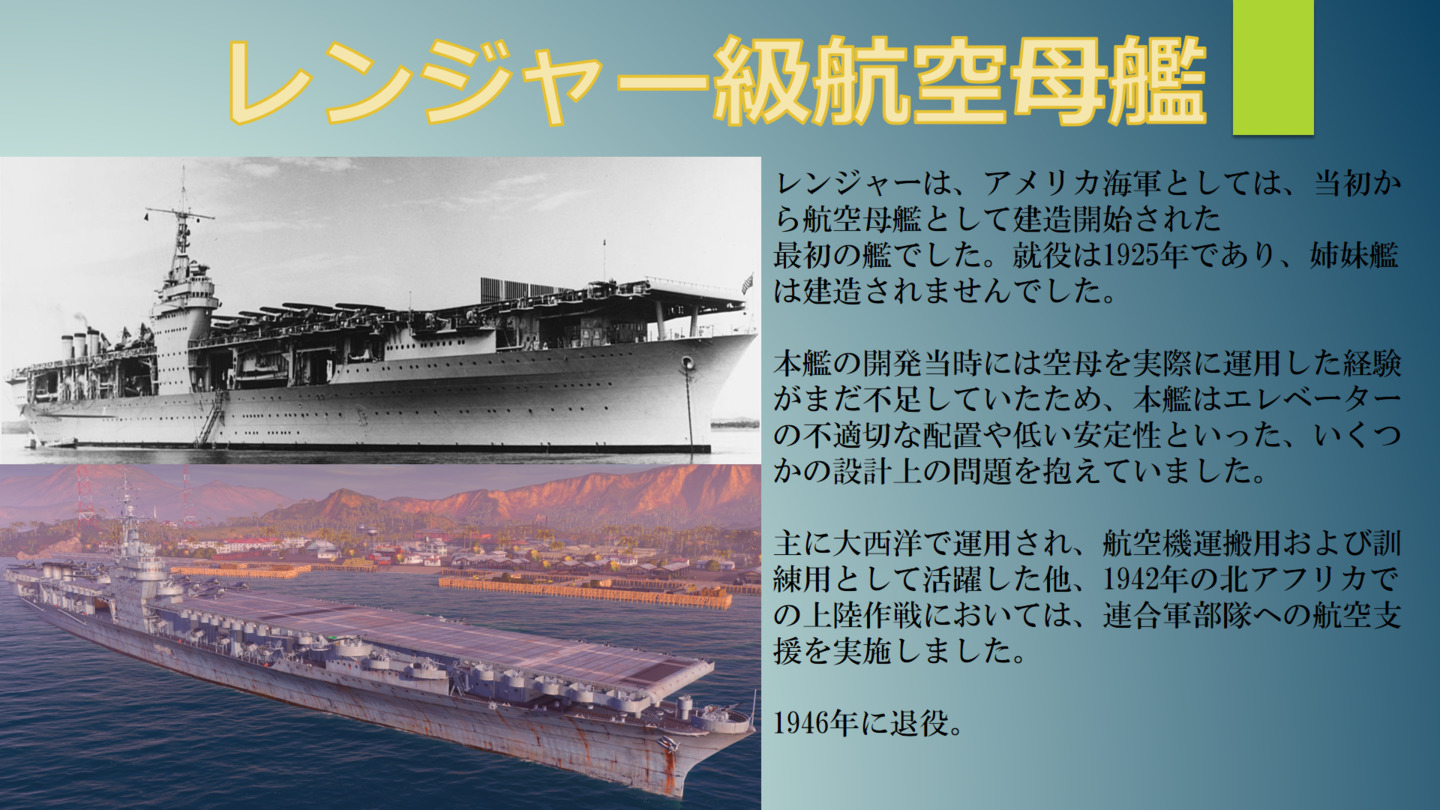 レンジャー級航空母艦
レンジャーは、アメリカ海軍としては、当初か
ら航空母艦として建造開始された
最初の艦でした。就役は1925年であり、姉妹艦
は建造されませんでした。
本艦の開発当時には空母を実際に運用した経験
がまだ不足していたため、本艦はエレベーター
の不適切な配置や低い安定性といった、いくつ
かの設計上の問題を抱えていました。
主に大西洋で運用され、航空機運搬用および訓
練用として活躍した他、1942年の北アフリカで
の上陸作戦においては、連合軍部隊への航空支
援を実施しました。
1946年に退役。